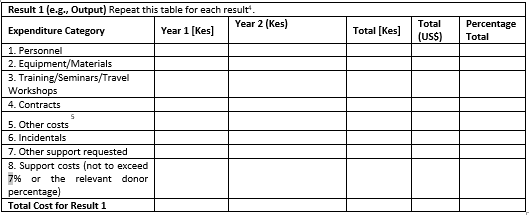 Result 1 (e.g., Output) Repeat this table for each result⁴.
Expenditure Category Year 1 [Kes] Year 2 (Kes) Total [Kes] Total (US$) Percentage Total
1. Personnel
2. Equipment/Materials
3. Training/Seminars/Travel
Workshops
4. Contracts
5. Other costs ⁵
6. Incidentals
7. Other support requested
8. Support costs (not to exceed
7% or the relevant donor
percentage)
Total Cost for Result 1